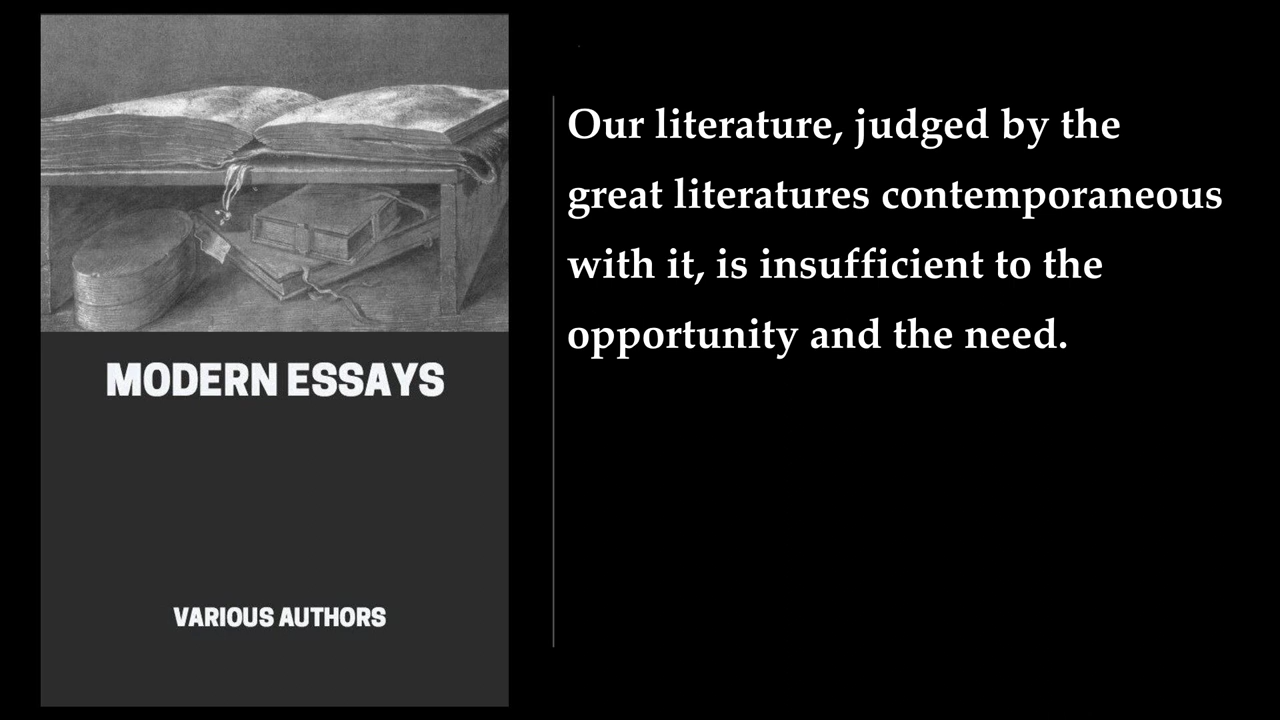 MODERN ESSAYS
VARIOUS AUTHORS
Our literature, judged by the
great literatures contemporaneous
with it, is insufficient to the
opportunity and the need.